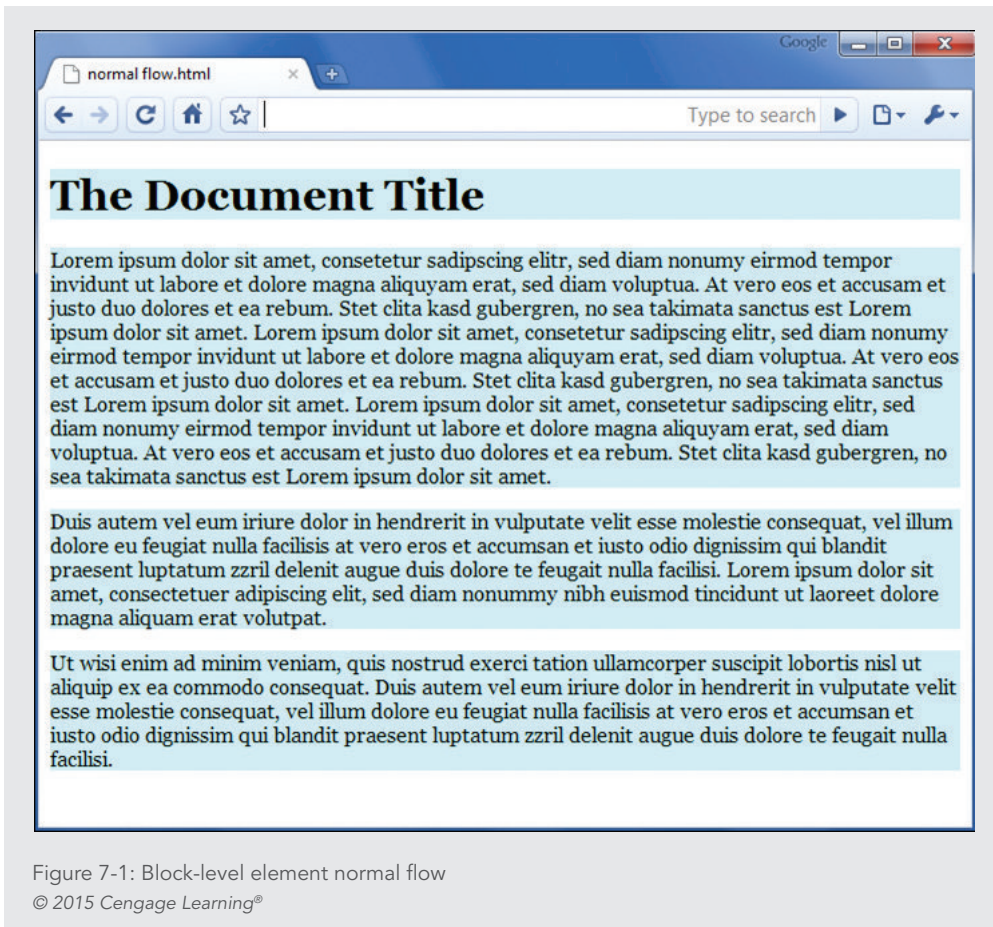 Google
normal flow.html
Type to search
The Document Title
Lorem ipsum dolor sit amet, consetetur sadipscing elitr, sed diam nonumy eirmod tempor
invidunt ut labore et dolore magna aliquyam erat, sed diam voluptua. At vero eos et accusam et
justo duo dolores et ea rebum. Stet clita kasd gubergren, no sea takimata sanctus est Lorem
ipsum dolor sit amet. Lorem ipsum dolor sit amet, consetetur sadipscing elitr, sed diam nonumy
eirmod tempor invidunt ut labore et dolore magna aliquyam erat, sed diam voluptua. At vero eos
et accusam et justo duo dolores et ea rebum. Stet clita kasd gubergren, no sea takimata sanctus
est Lorem ipsum dolor sit amet. Lorem ipsum dolor sit amet, consetetur sadipscing elitr, sed
diam nonumy eirmod tempor invidunt ut labore et dolore magna aliquyam erat, sed diam
voluptua. At vero eos et accusam et justo duo dolores et ea rebum. Stet clita kasd gubergren, no
sea takimata sanctus est Lorem ipsum dolor sit amet.
Duis autem vel eum iriure dolor in hendrerit in vulputate velit esse molestie consequat, vel illum
dolore eu feugiat nulla facilisis at vero eros et accumsan et iusto odio dignissim qui blandit
praesent luptatum zzril delenit augue duis dolore te feugait nulla facilisi. Lorem ipsum dolor sit
amet, consectetuer adipiscing elit, sed diam nonummy nibh euismod tincidunt ut laoreet dolore
magna aliquam erat volutpat.
Ut wisi enim ad minim veniam, quis nostrud exerci tation ullamcorper suscipit lobortis nisl ut
aliquip ex ea commodo consequat. Duis autem vel eum iriure dolor in hendrerit in vulputate velit
esse molestie consequat, vel illum dolore eu feugiat nulla facilisis at vero eros et accumsan et
iusto odio dignissim qui blandit praesent luptatum zzril delenit augue duis dolore te feugait nulla
facilisi.
Figure 7-1: Block-level element normal flow
© 2015 Cengage Learning®